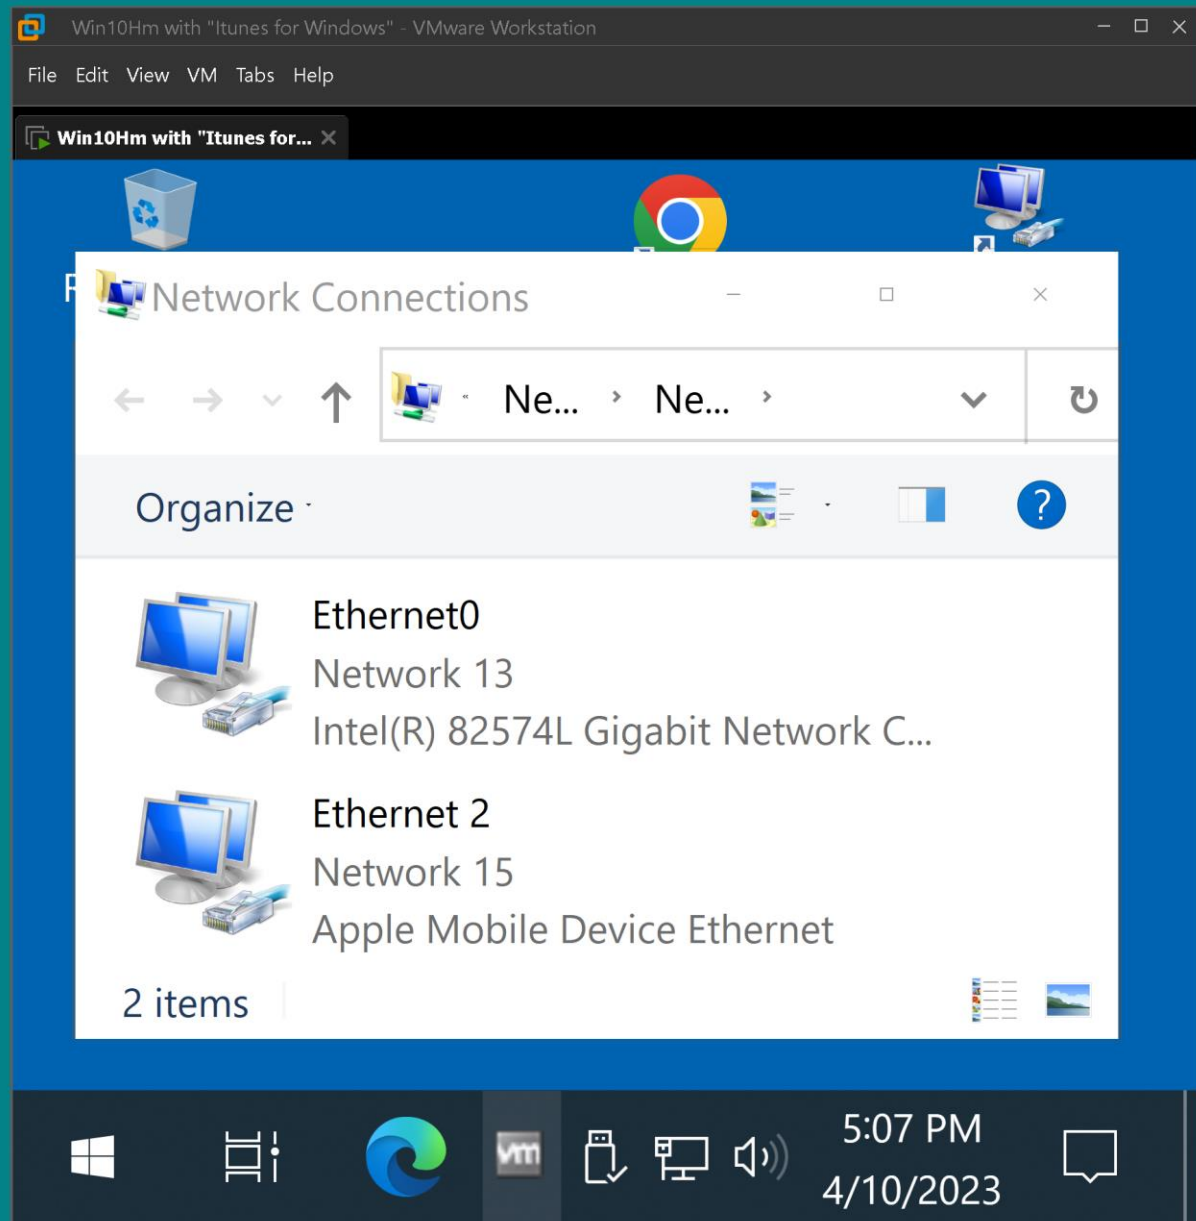 Win10Hm with "Itunes for Windows" - VMware Workstation
File Edit View VM Tabs Help
Win10Hm with "Itunes for...
Network Connections
Ne... › Ne... ›
Organize
?
Ethernet0
Network 13
Intel(R) 82574L Gigabit Network C...
Ethernet 2
Network 15
Apple Mobile Device Ethernet
2 items
vm
5:07 PM
4/10/2023